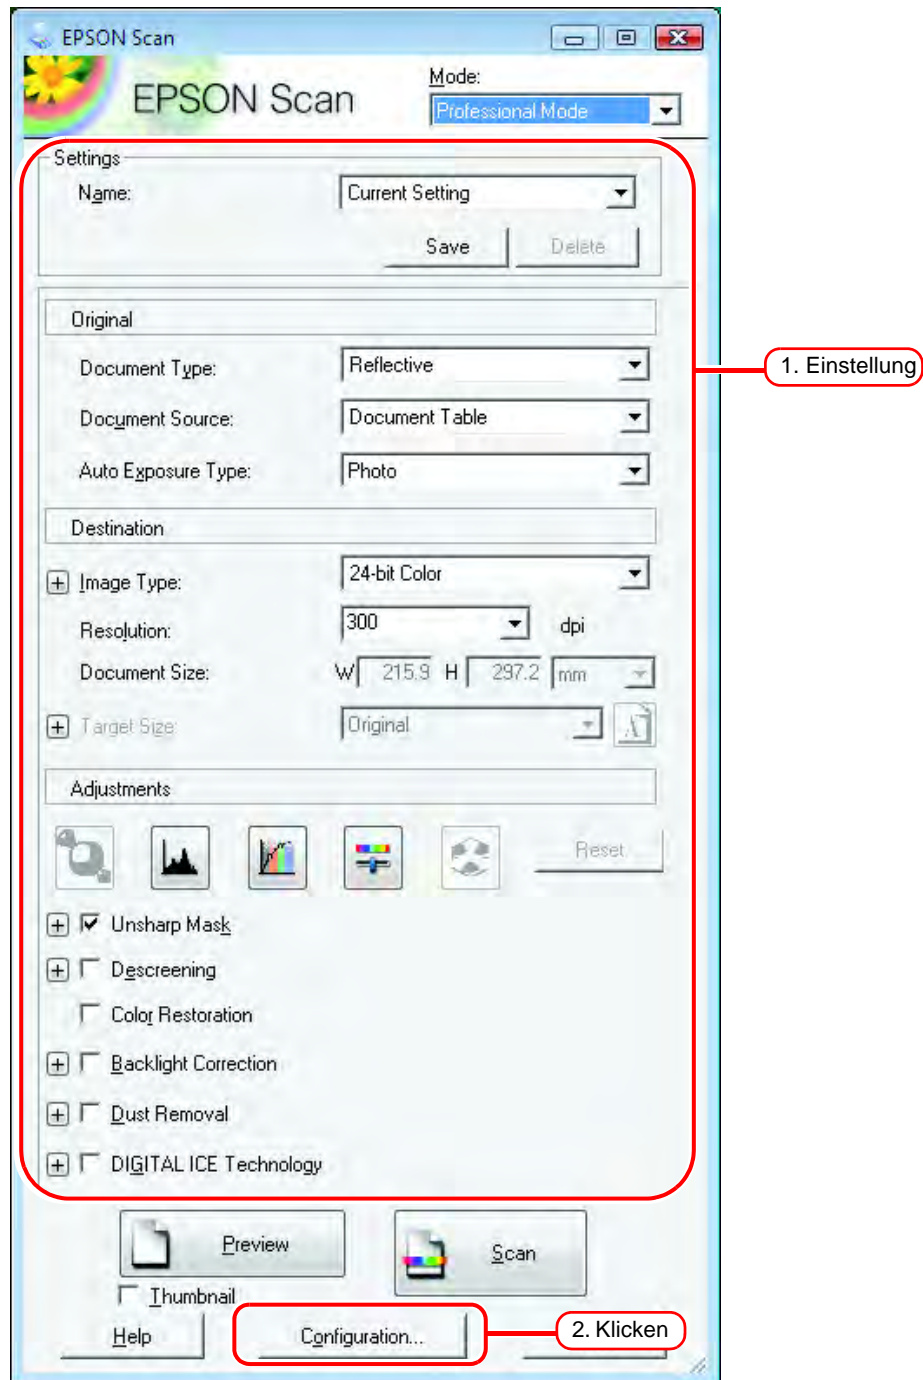 EPSON Scan
EPSON Scan
Mode:
Professional Mode
Settings
Name:
Current Setting
Save
Delete
Original
Document Type:
Reflective
1. Einstellung
Document Source:
Document Table
Auto Exposure Type:
Photo
Destination
Image Type:
24-bit Color
Resolution:
300
dpi
Document Size:
W 215.9 H 297.2 mm
Target Size:
Original
Adjustments
Reset
Unsharp Mask
Descreening
Color Restoration
Backlight Correction
Dust Removal
DIGITAL ICE Technology
Preview
Scan
Thumbnail
Help
Configuration...
2. Klicken